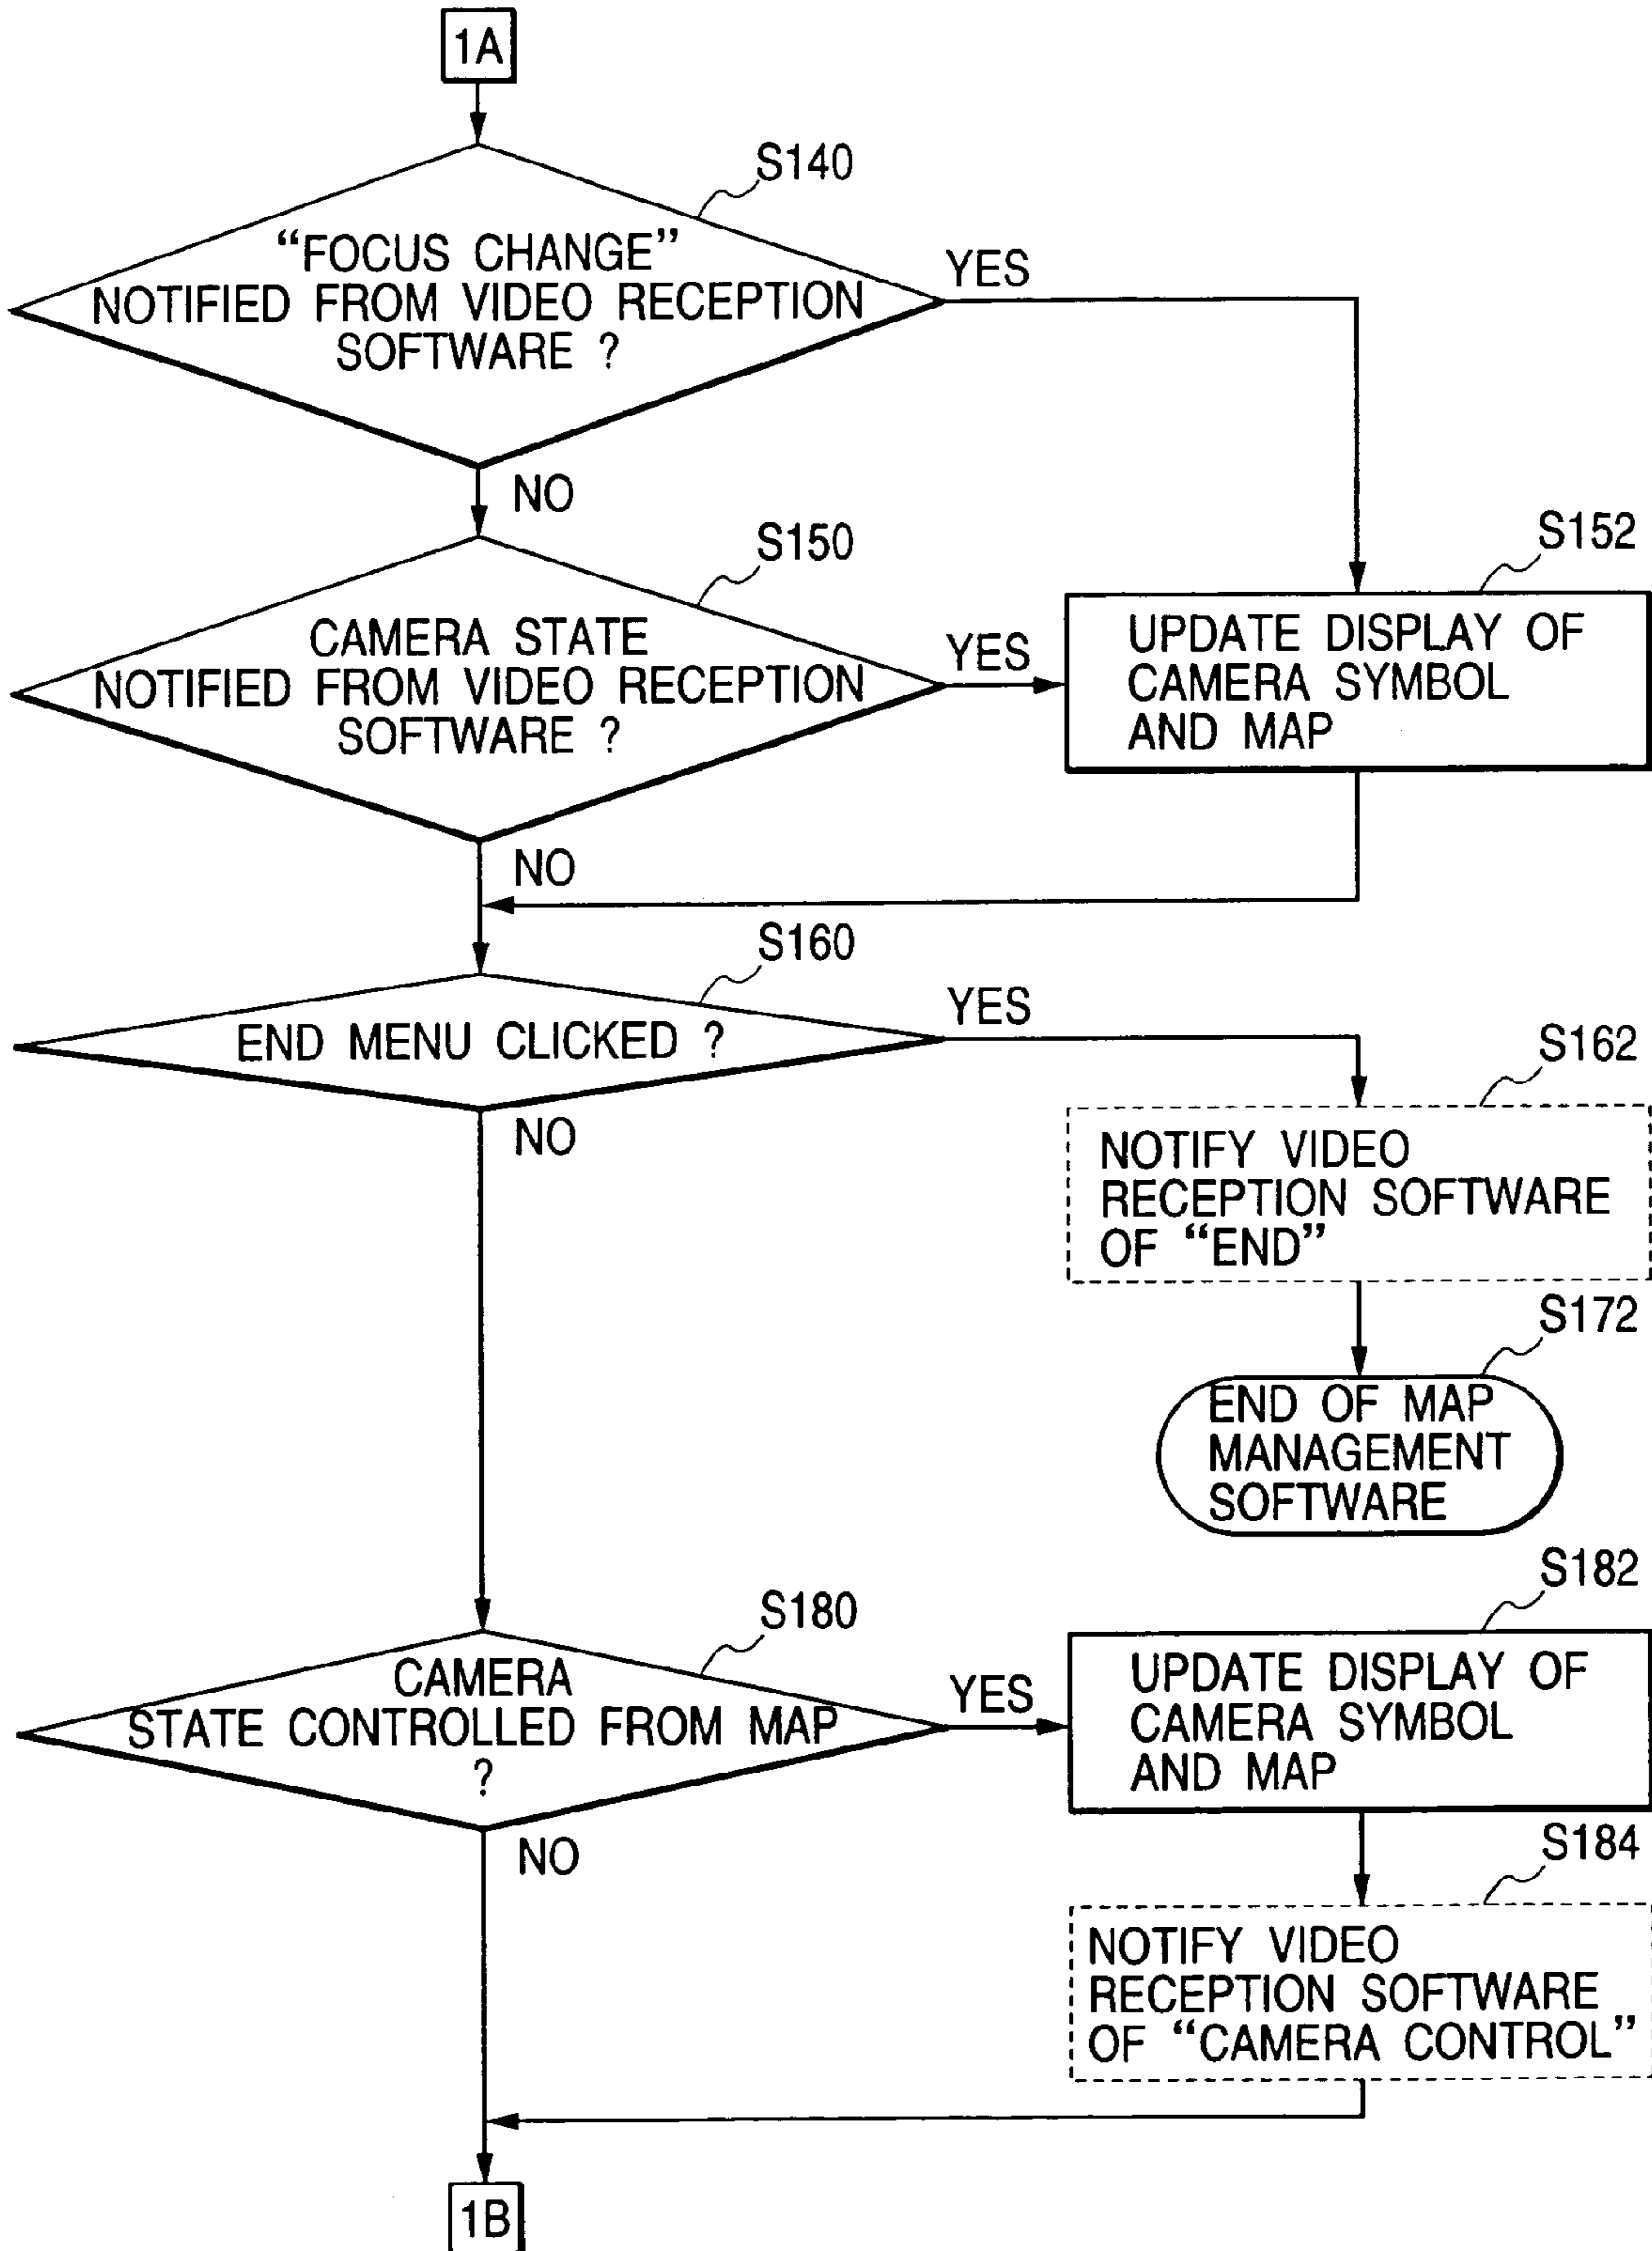 1A
S140
“FOCUS CHANGE”
NOTIFIED FROM VIDEO RECEPTION
SOFTWARE ?
YES
NO
S150
CAMERA STATE
NOTIFIED FROM VIDEO RECEPTION
SOFTWARE ?
YES
S152
UPDATE DISPLAY OF
CAMERA SYMBOL
AND MAP
NO
S160
END MENU CLICKED ?
YES
S162
NOTIFY VIDEO
RECEPTION SOFTWARE
OF “END”
NO
S172
END OF MAP
MANAGEMENT
SOFTWARE
S180
CAMERA
STATE CONTROLLED FROM MAP
?
YES
S182
UPDATE DISPLAY OF
CAMERA SYMBOL
AND MAP
NO
S184
NOTIFY VIDEO
RECEPTION SOFTWARE
OF “CAMERA CONTROL”
1B